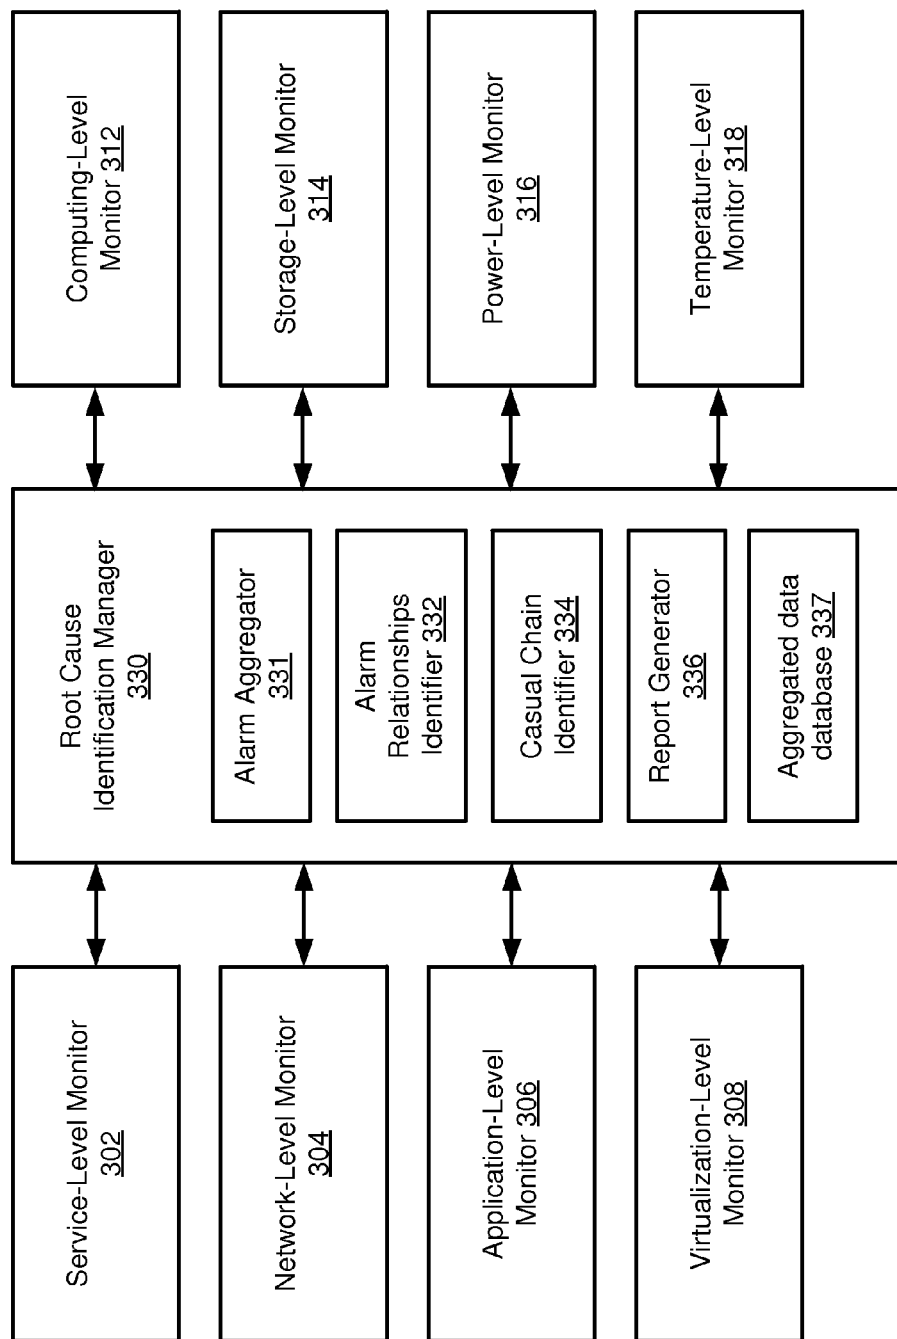 Service-Level Monitor
302
Network-Level Monitor
304
Application-Level
Monitor 306
Virtualization-Level
Monitor 308
Root Cause
Identification Manager
330
Alarm Aggregator
331
Alarm
Relationships
Identifier 332
Casual Chain
Identifier 334
Report Generator
336
Aggregated data
database 337
Computing-Level
Monitor 312
Storage-Level Monitor
314
Power-Level Monitor
316
Temperature-Level
Monitor 318